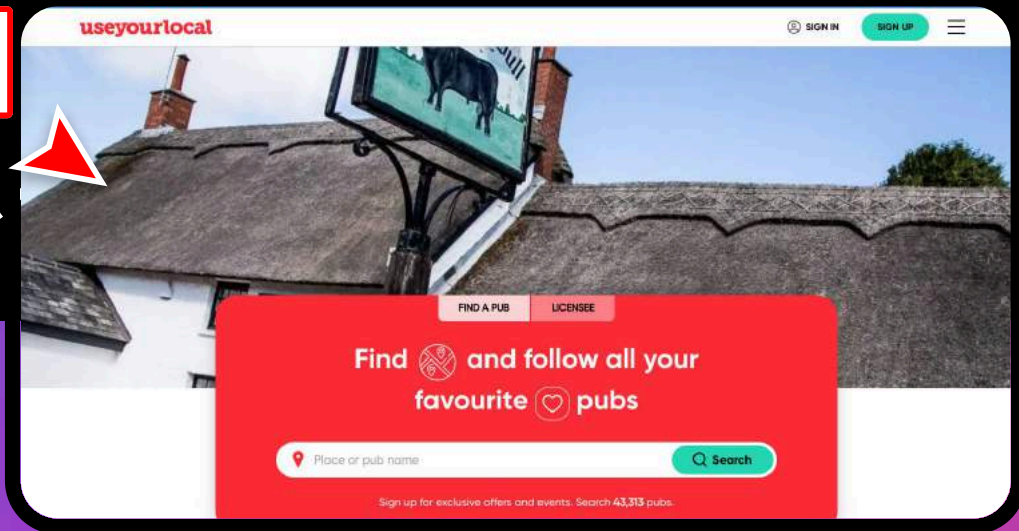 useyourlocal
SIGN IN
SIGN UP
ull
FIND A PUB
LICENSEE
Find and follow all your
favourite pubs
Place or pub name
Search
Sign up for exclusive offers and events. Search 43,313 pubs.